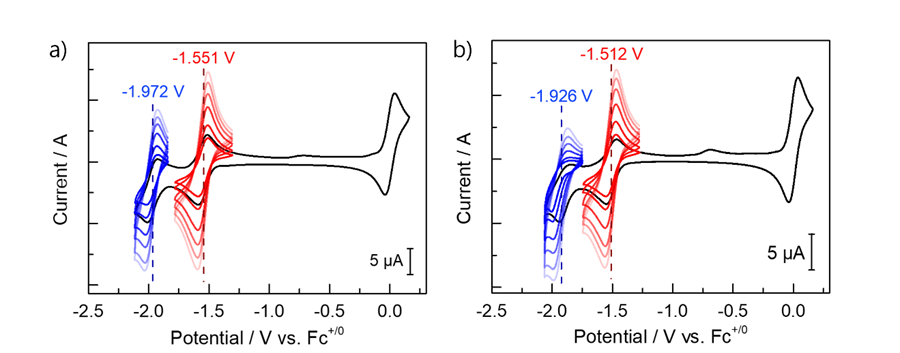 a)
-1.551 V
-1.972 V
Current / A
5 µA
-2.5 -2.0 -1.5 -1.0 -0.5 0.0
Potential / V vs. Fc+/0
b)
-1.512 V
-1.926 V
Current / A
5 µA
-2.5 -2.0 -1.5 -1.0 -0.5 0.0
Potential / V vs. Fc+/0